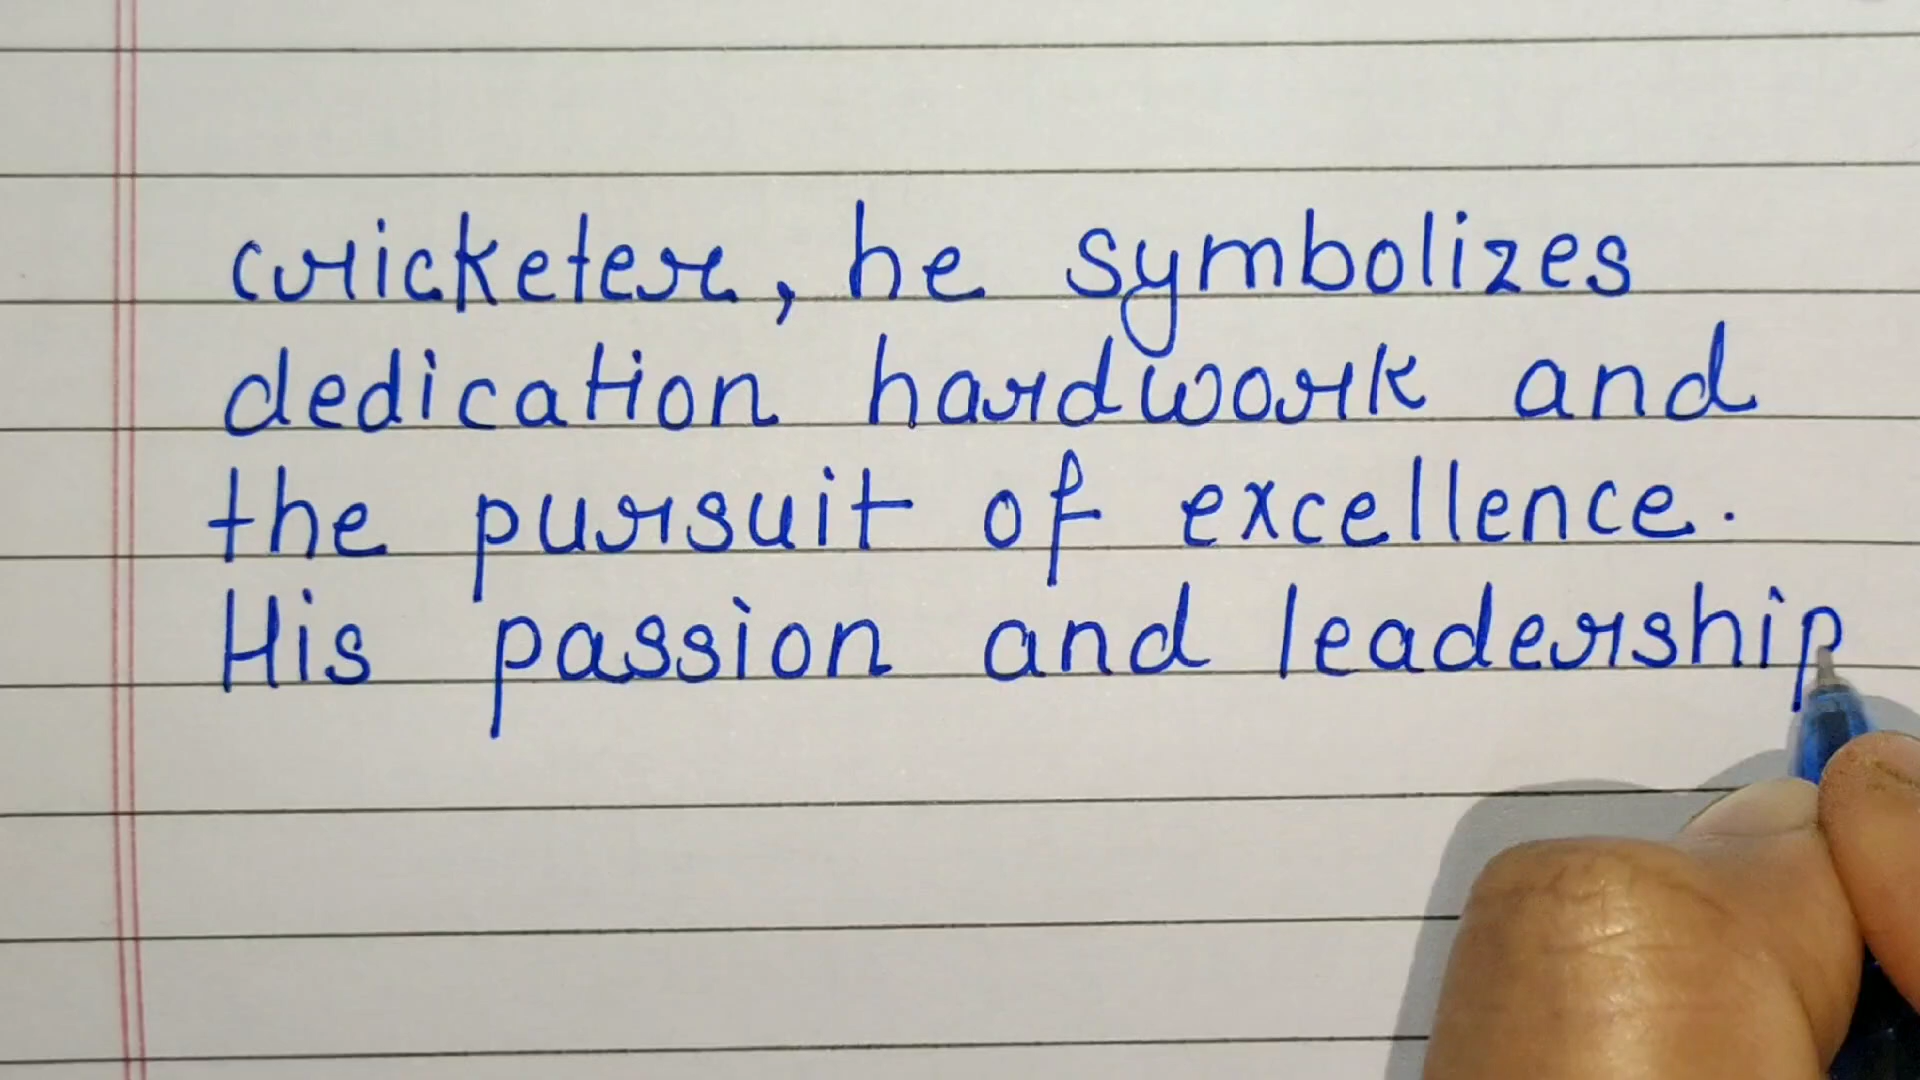 cricketer, he symbolizes
dedication hardwork and
the pursuit of excellence.
His passion and leadership